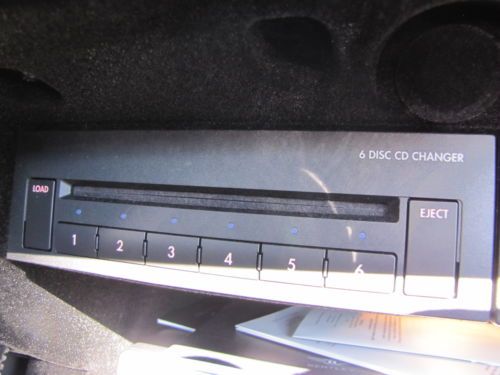 6 DISC CD CHANGER
LOAD
EJECT
1 2 3 4 5 6